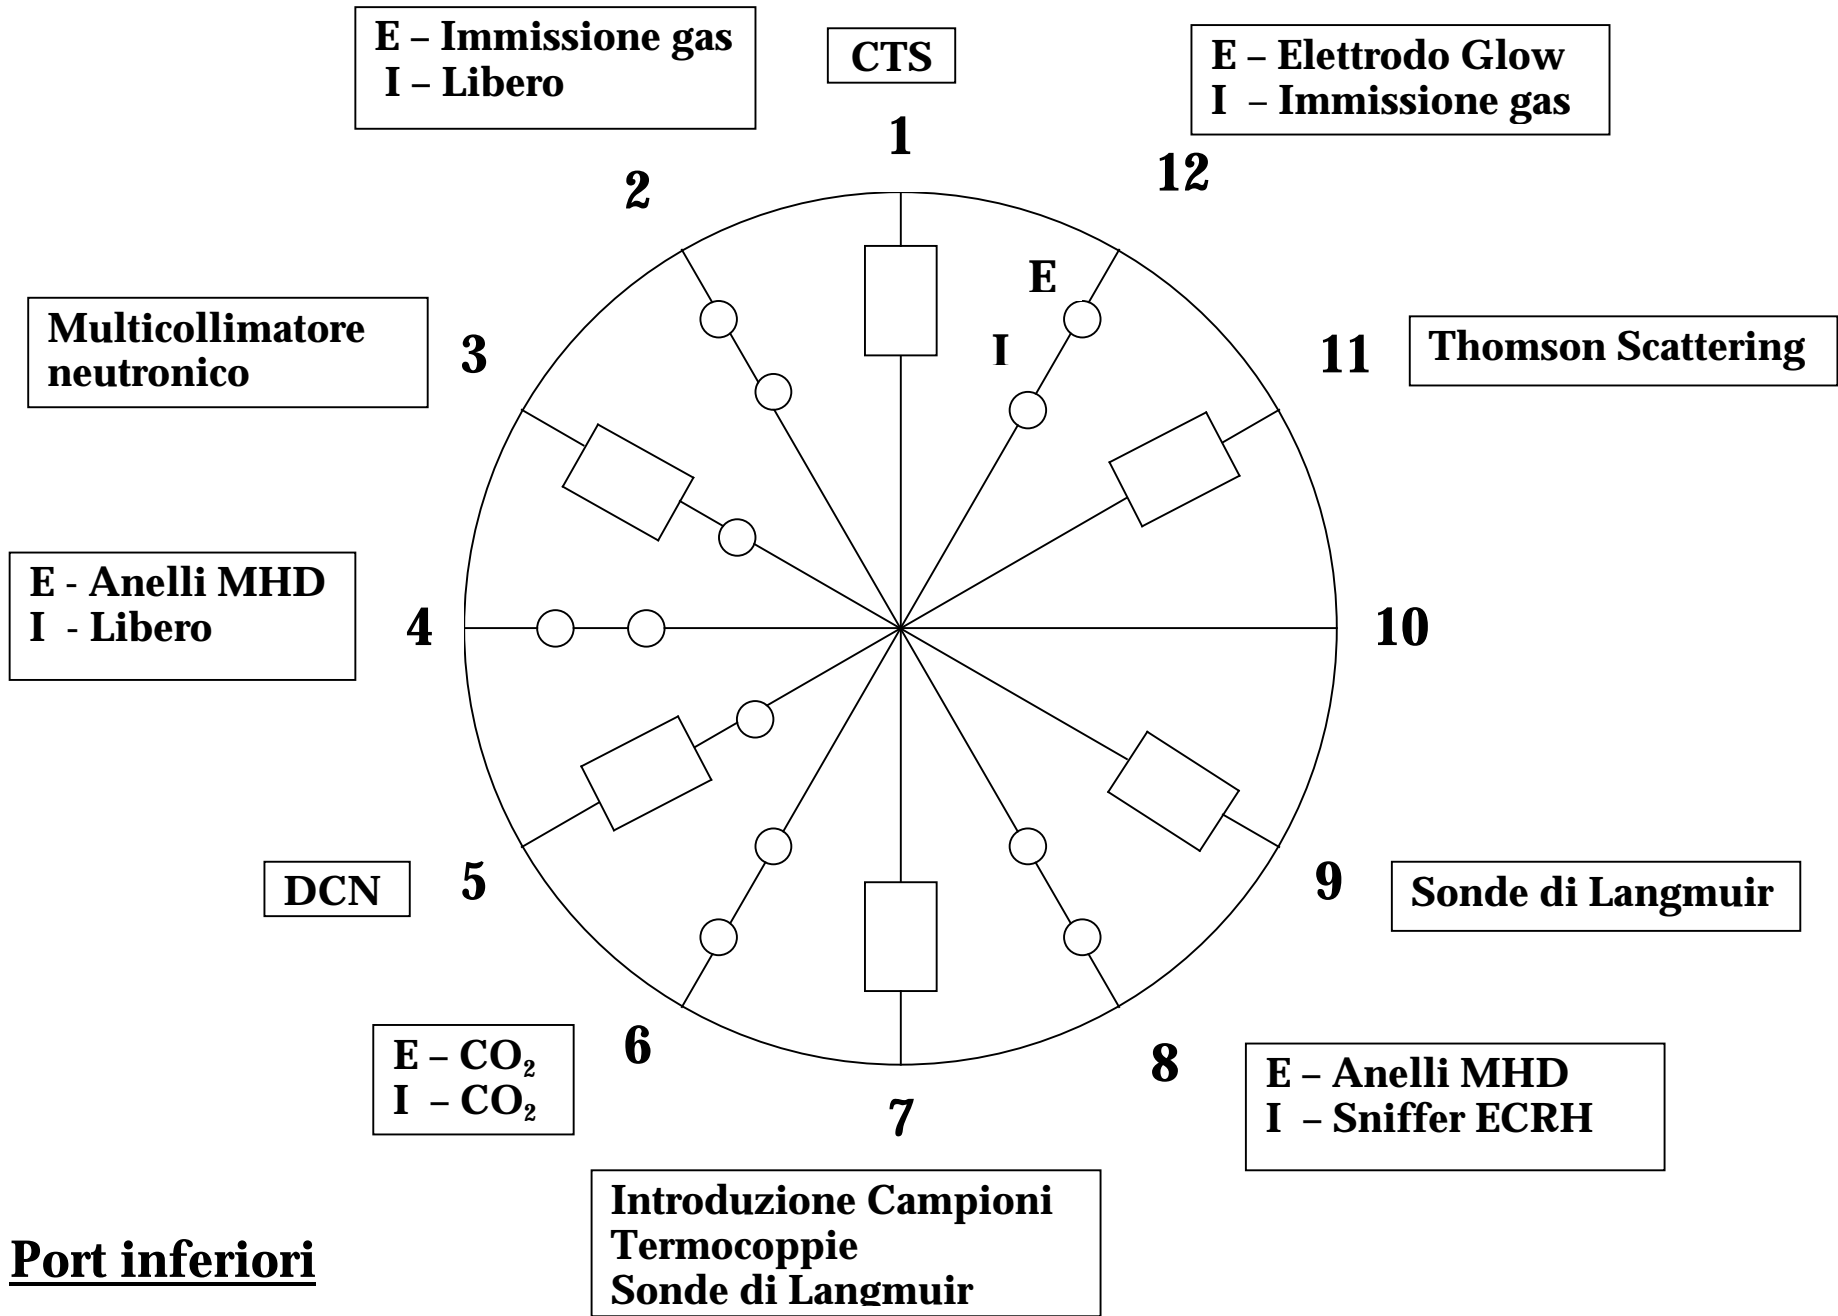 E – Immissione gas
I – Libero
CTS
E – Elettrodo Glow
I – Immissione gas
1
2
12
E
I
Multicollimatore
neutronico
3
11
Thomson Scattering
E - Anelli MHD
I - Libero
4
10
DCN
5
9
Sonde di Langmuir
E – CO₂
I – CO₂
6
8
E – Anelli MHD
I – Sniffer ECRH
7
Introduzione Campioni
Termocoppie
Sonde di Langmuir
Port inferiori